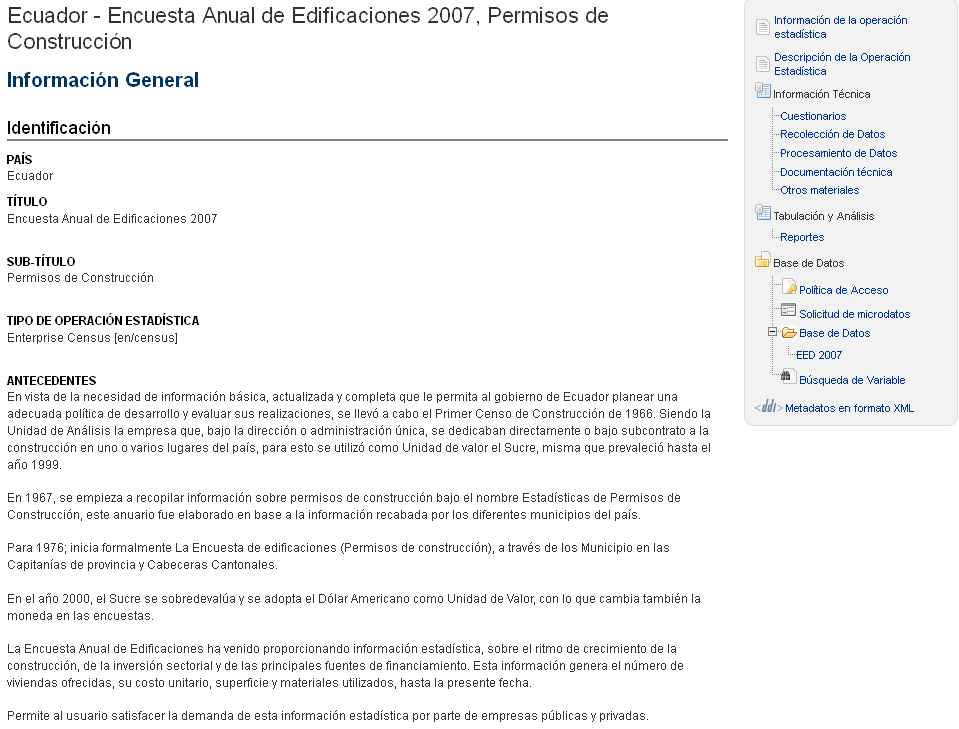 Ecuador - Encuesta Anual de Edificaciones 2007, Permisos de
Construcción
Información General
Identificación
PAÍS
Ecuador
TÍTULO
Encuesta Anual de Edificaciones 2007
SUB-TÍTULO
Permisos de Construcción
TIPO DE OPERACIÓN ESTADÍSTICA
Enterprise Census [en/census]
ANTECEDENTES
En vista de la necesidad de información básica, actualizada y completa que le permita al gobierno de Ecuador planear una
adecuada política de desarrollo y evaluar sus realizaciones, se llevó a cabo el Primer Censo de Construcción de 1966. Siendo la
Unidad de Análisis la empresa que, bajo la dirección o administración única, se dedicaban directamente o bajo subcontrato a la
construcción en uno o varios lugares del país, para esto se utilizó como Unidad de valor el Sucre, misma que prevaleció hasta el
año 1999.
En 1967, se empieza a recopilar información sobre permisos de construcción bajo el nombre Estadísticas de Permisos de
Construcción, este anuario fue elaborado en base a la información recabada por los diferentes municipios del país.
Para 1976; inicia formalmente La Encuesta de edificaciones (Permisos de construcción), a través de los Municipio en las
Capitanías de provincia y Cabeceras Cantonales.
En el año 2000, el Sucre se sobredevalúa y se adopta el Dólar Americano como Unidad de Valor, con lo que cambia también la
moneda en las encuestas.
La Encuesta Anual de Edificaciones ha venido proporcionando información estadística, sobre el ritmo de crecimiento de la
construcción, de la inversión sectorial y de las principales fuentes de financiamiento. Esta información genera el número de
viviendas ofrecidas, su costo unitario, superficie y materiales utilizados, hasta la presente fecha.
Permite al usuario satisfacer la demanda de esta información estadística por parte de empresas públicas y privadas.
Información de la operación
estadística
Descripción de la Operación
Estadística
Información Técnica
Cuestionarios
Recolección de Datos
Procesamiento de Datos
Documentación técnica
Otros materiales
Tabulación y Análisis
Reportes
Base de Datos
Política de Acceso
Solicitud de microdatos
Base de Datos
EED 2007
Búsqueda de Variable
<ddi> Metadatos en formato XML